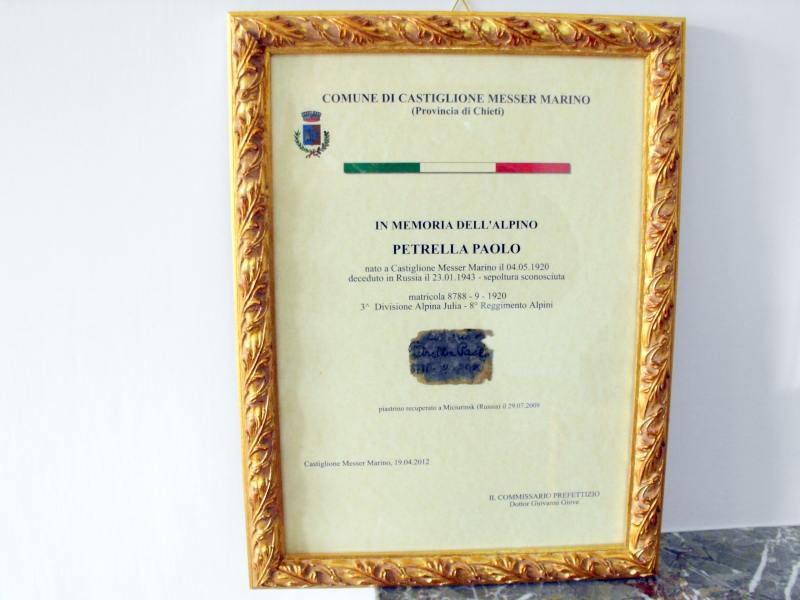 COMUNE DI CASTIGLIONE MESSER MARINO
(Provincia di Chieti)
IN MEMORIA DELL'ALPINO
PETRELLA PAOLO
nato a Castiglione Messer Marino il 04.05.1920
deceduto in Russia il 23.01.1943 - sepoltura sconosciuta
matricola 8788 - 9 - 1920
3^ Divisione Alpina Julia - 8° Reggimento Alpini
Petrella Paol
piastrino recuperato a Miciurinsk (Russia) il 29.07.2009
Castiglione Messer Marino, 19.04.2012
IL COMMISSARIO PREFETTIZIO
Dottor Giovanni Giove